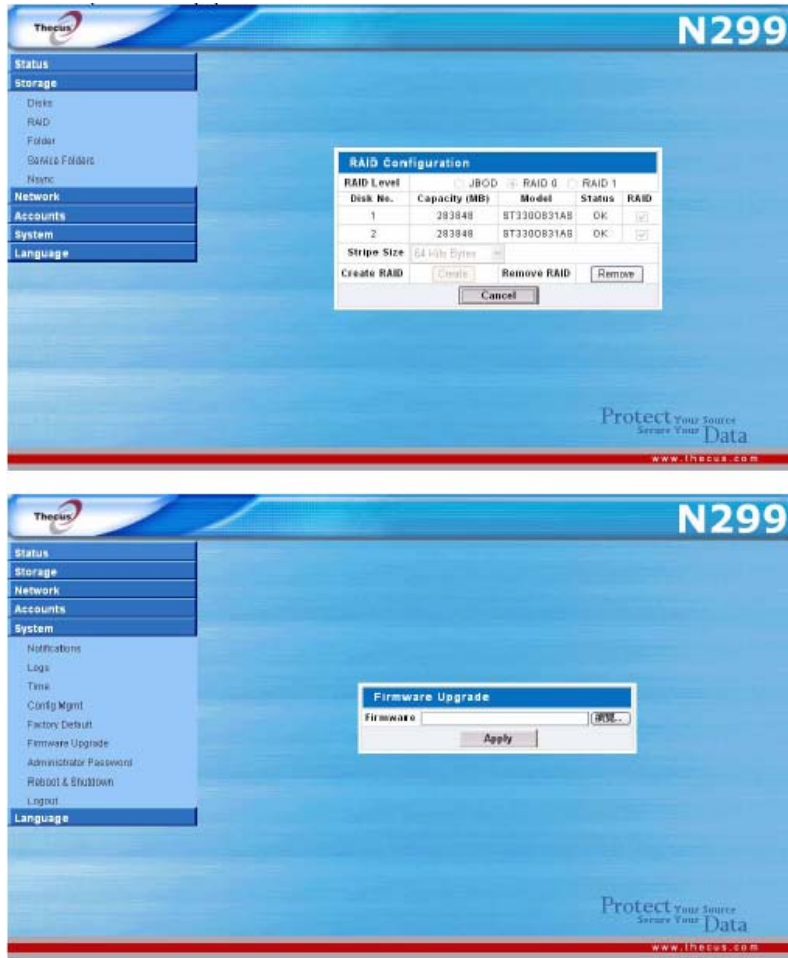 Thecus
N299
Status
Storage
Disks
RAID
Folder
Service Folders
Nsync
Network
Accounts
System
Language
RAID Configuration
RAID Level JBOD RAID 0 RAID 1
Disk No. Capacity (MB) Model Status RAID
1 283848 ST3300831AS OK
2 283848 ST3300831AS OK
Stripe Size 64 Kilo Bytes
Create RAID Create Remove RAID Remove
Cancel
Protect Your Source
Secure Your Data
www.thecus.com
Thecus
N299
Status
Storage
Network
Accounts
System
Notifications
Logs
Time
Config Mgmt
Factory Default
Firmware Upgrade
Administrator Password
Reboot & Shutdown
Logout
Language
Firmware Upgrade
Firmware 瀏覽...
Apply
Protect Your Source
Secure Your Data
www.thecus.com